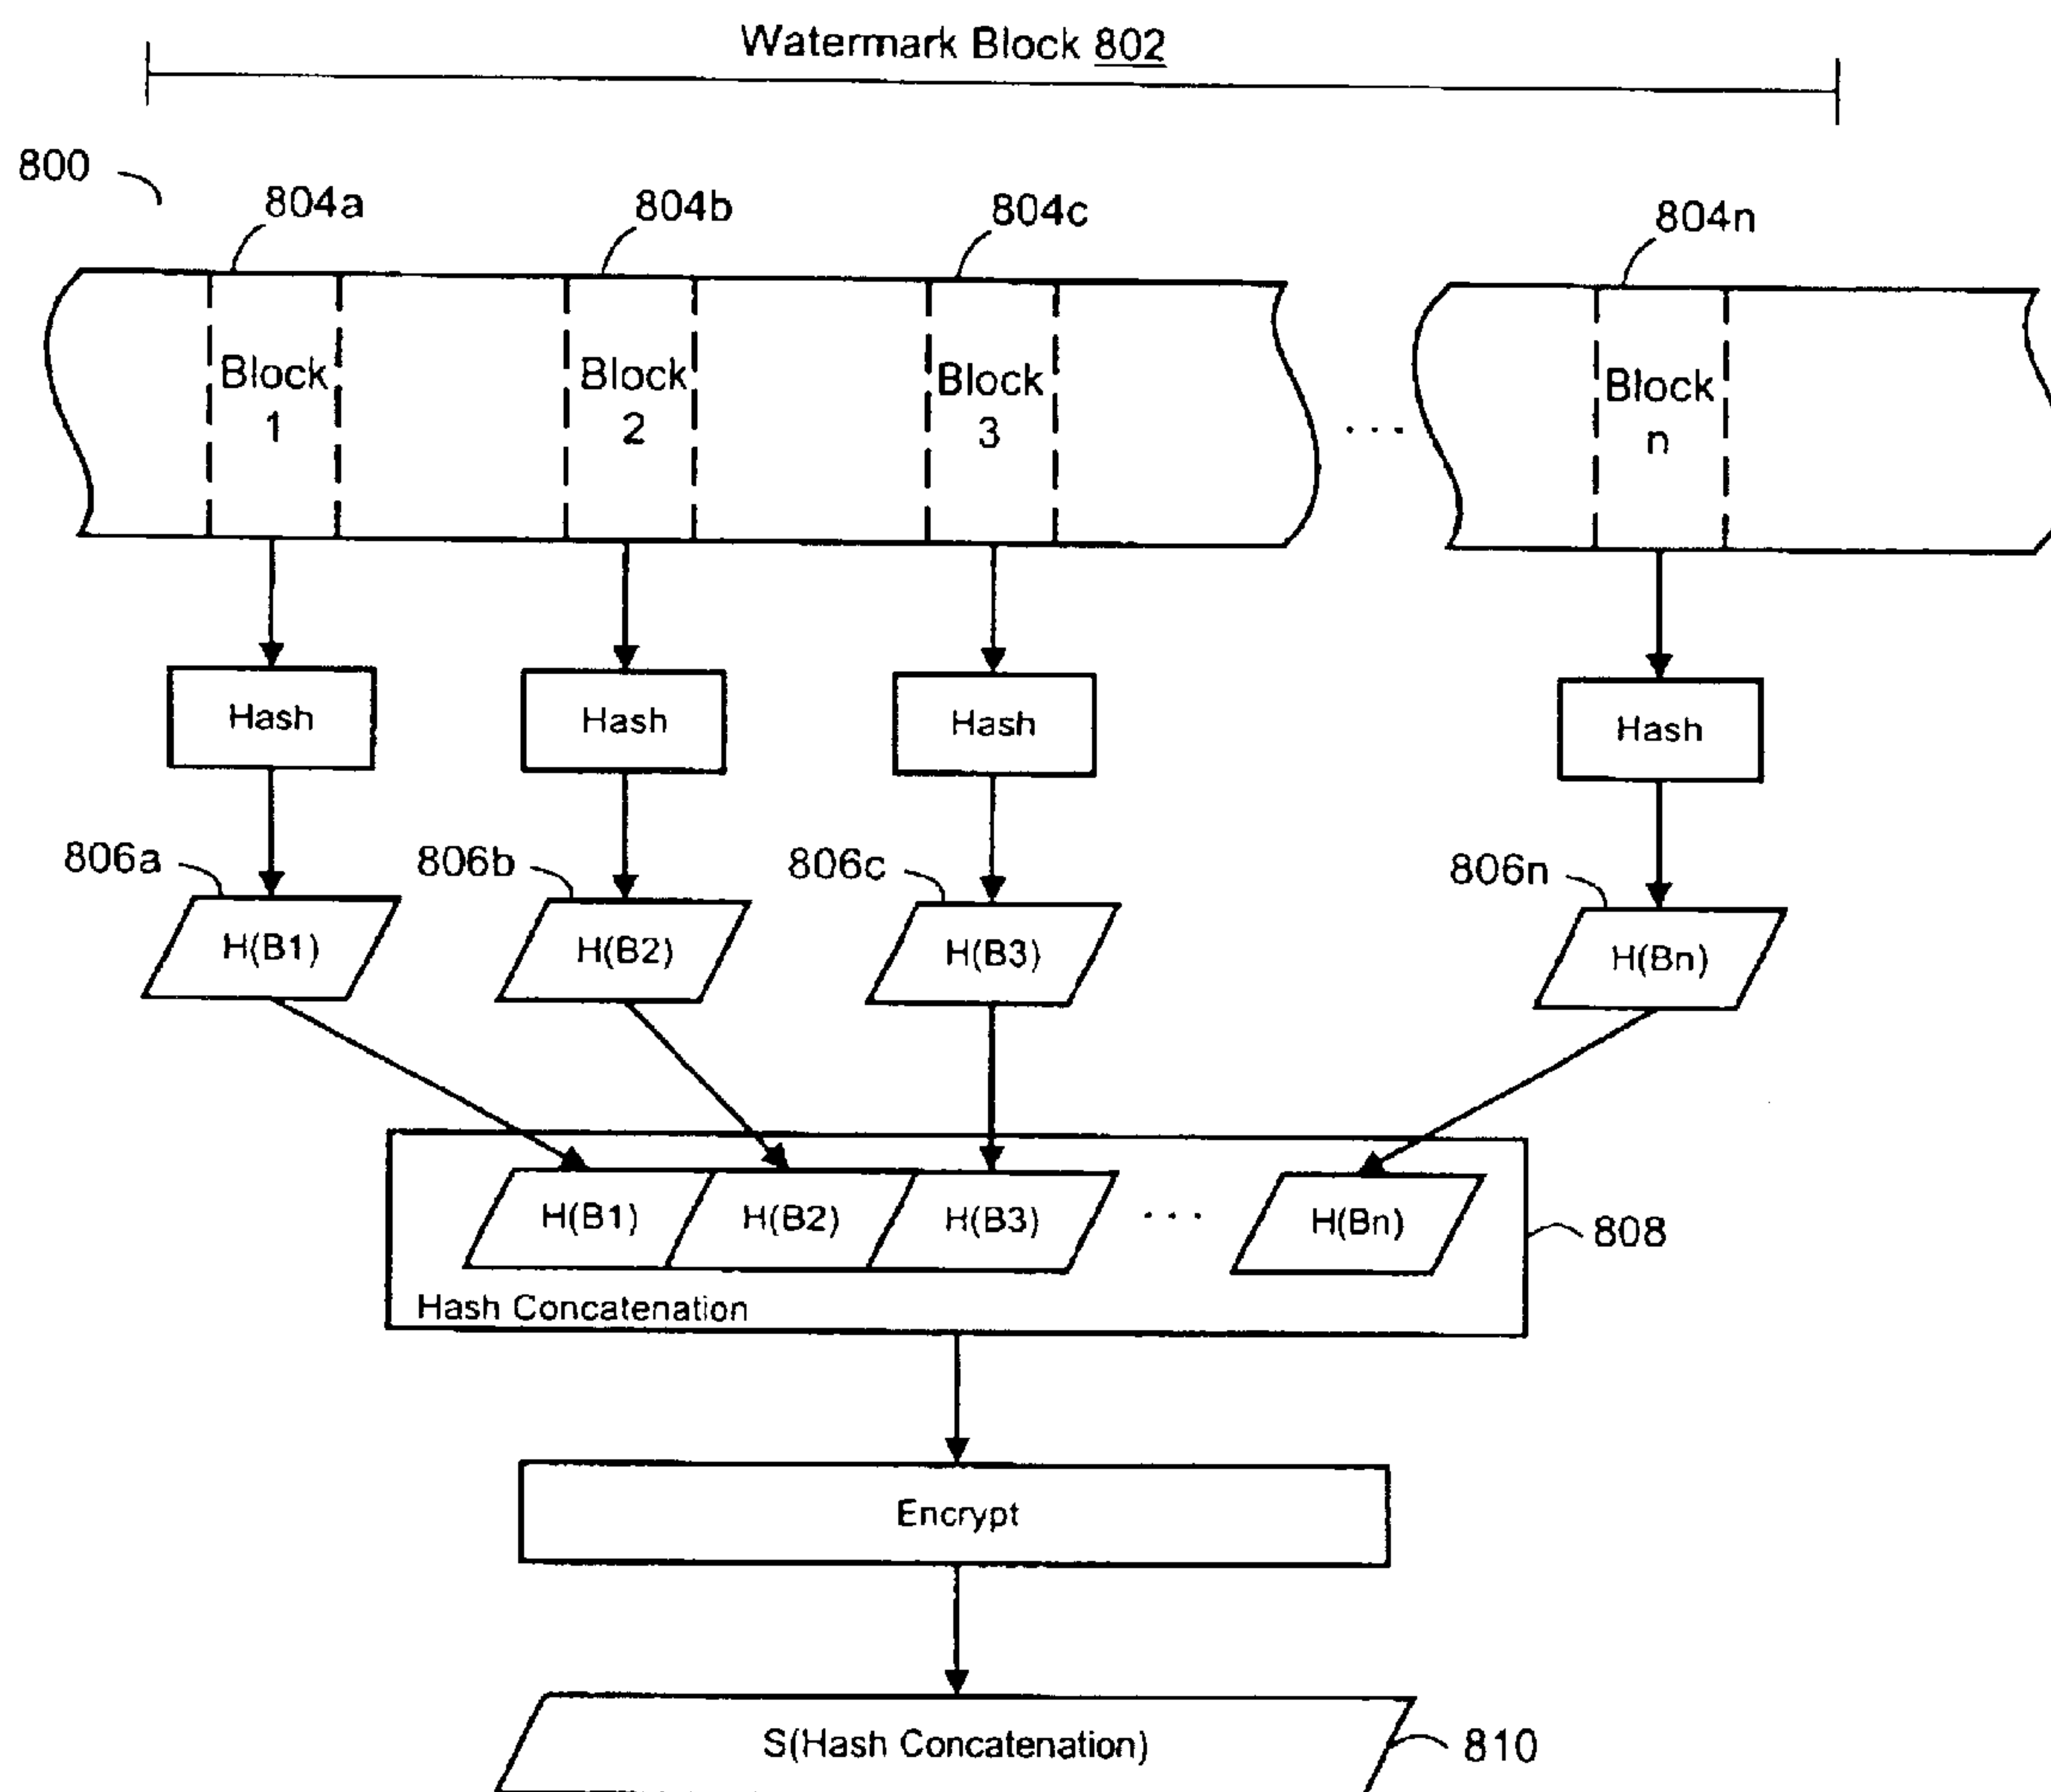 Watermark Block 802
800
804a
804b
804c
804n
Block
1
Block
2
Block
3
...
Block
n
Hash
Hash
Hash
Hash
806a
806b
806c
806n
H(B1)
H(B2)
H(B3)
H(Bn)
H(B1)
H(B2)
H(B3)
...
H(Bn)
808
Hash Concatenation
Encrypt
S(Hash Concatenation)
810